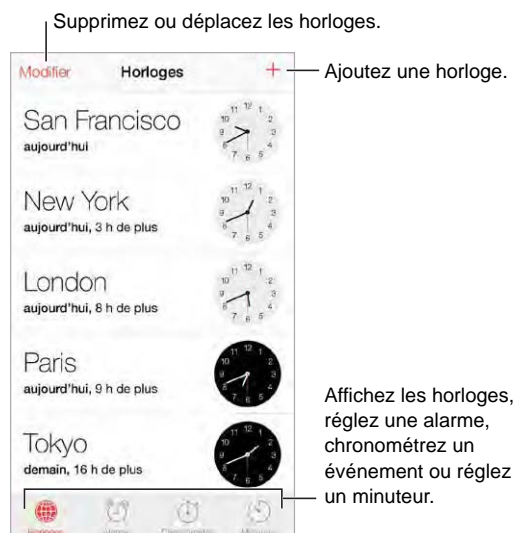 Supprimez ou déplacez les horloges.
Modifier
Horloges
+
Ajoutez une horloge.
San Francisco
aujourd'hui
New York
aujourd'hui, 3 h de plus
London
aujourd'hui, 8 h de plus
Paris
aujourd'hui, 9 h de plus
Tokyo
demain, 16 h de plus
Affichez les horloges,
réglez une alarme,
chronométrez un
événement ou réglez
un minuteur.